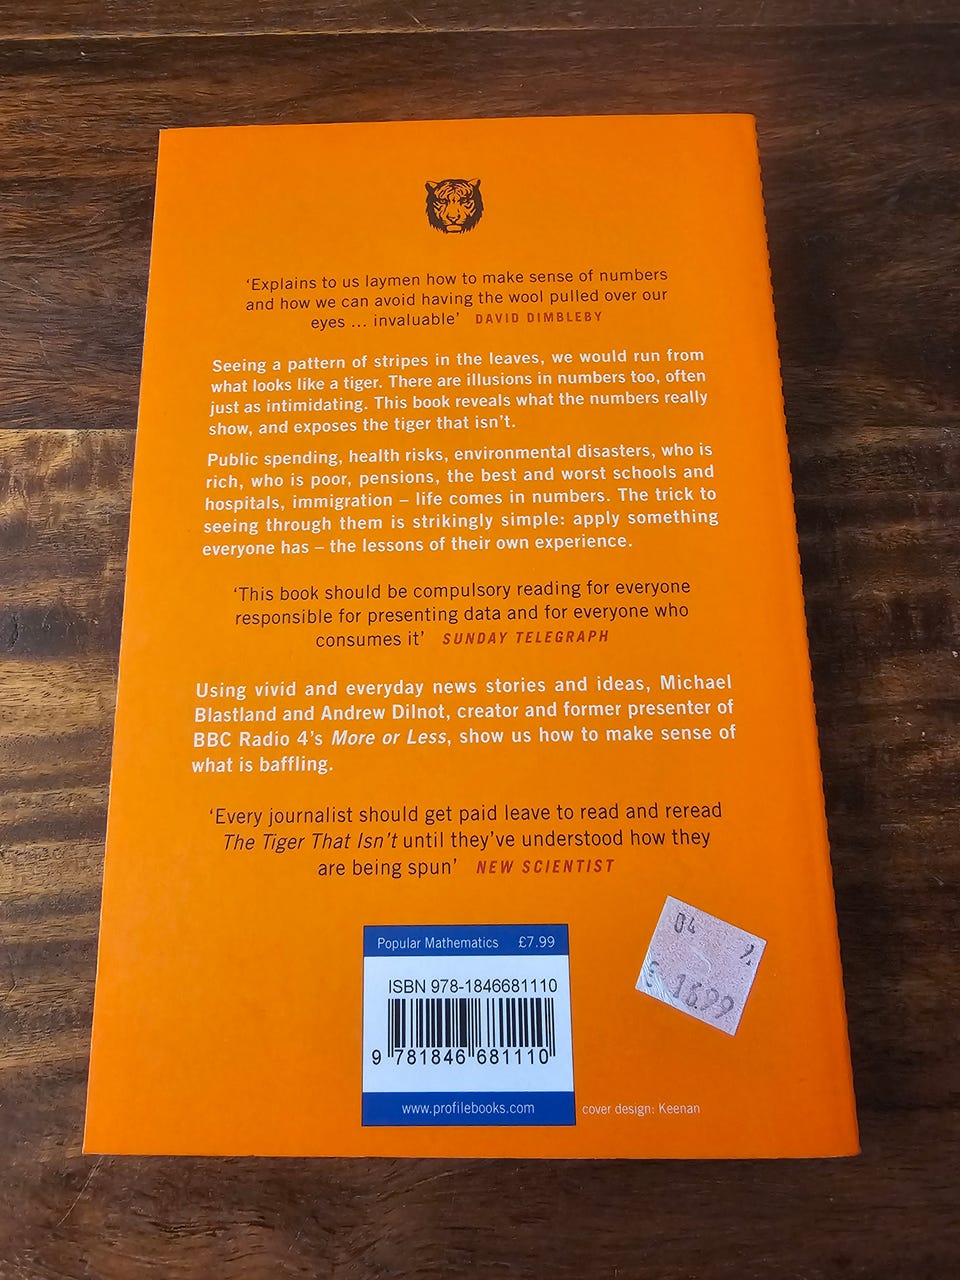 ‘Explains to us laymen how to make sense of numbers
and how we can avoid having the wool pulled over our
eyes ... invaluable’ DAVID DIMBLEBY
Seeing a pattern of stripes in the leaves, we would run from
what looks like a tiger. There are illusions in numbers too, often
just as intimidating. This book reveals what the numbers really
show, and exposes the tiger that isn’t.
Public spending, health risks, environmental disasters, who is
rich, who is poor, pensions, the best and worst schools and
hospitals, immigration – life comes in numbers. The trick to
seeing through them is strikingly simple: apply something
everyone has – the lessons of their own experience.
‘This book should be compulsory reading for everyone
responsible for presenting data and for everyone who
consumes it’ SUNDAY TELEGRAPH
Using vivid and everyday news stories and ideas, Michael
Blastland and Andrew Dilnot, creator and former presenter of
BBC Radio 4’s More or Less, show us how to make sense of
what is baffling.
‘Every journalist should get paid leave to read and reread
The Tiger That Isn’t until they’ve understood how they
are being spun’ NEW SCIENTIST
Popular Mathematics £7.99
ISBN 978-1846681110
9 781846 681110
www.profilebooks.com
cover design: Keenan
04
16.99